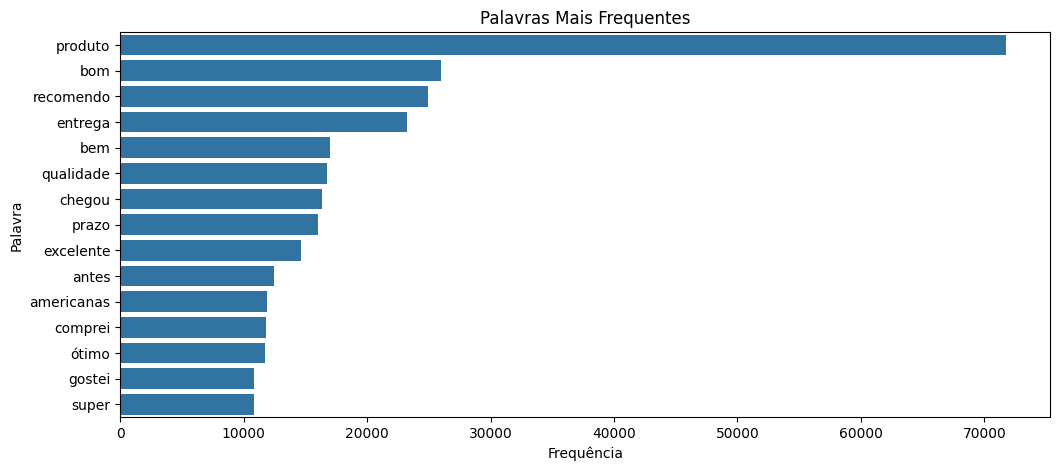 Palavras Mais Frequentes
Palavra
produto
bom
recomendo
entrega
bem
qualidade
chegou
prazo
excelente
antes
americanas
comprei
ótimo
gostei
super
0 10000 20000 30000 40000 50000 60000 70000
Frequência